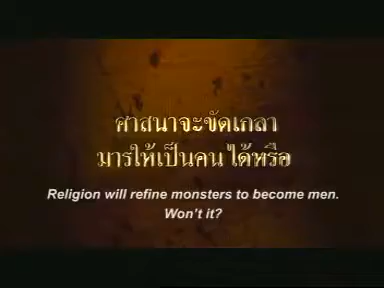 ศาสนาจะขัดเกลา
มารให้เป็นคน ได้หรือ
Religion will refine monsters to become men.
Won't it?